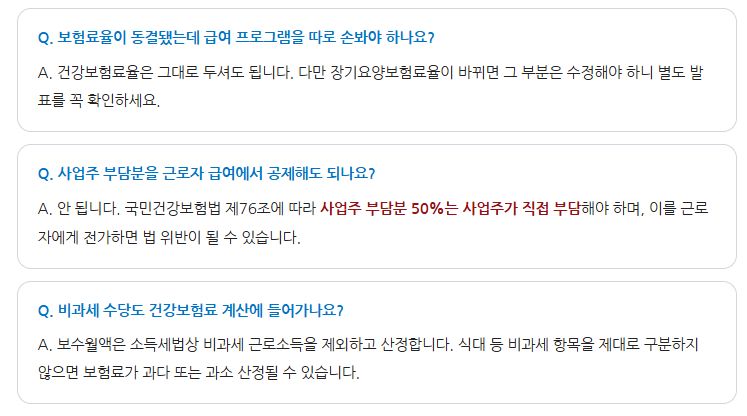 Q. 보험료율이 동결됐는데 급여 프로그램을 따로 손봐야 하나요?
A. 건강보험료율은 그대로 두셔도 됩니다. 다만 장기요양보험료율이 바뀌면 그 부분은 수정해야 하니 별도 발
표를 꼭 확인하세요.
Q. 사업주 부담분을 근로자 급여에서 공제해도 되나요?
A. 안 됩니다. 국민건강보험법 제76조에 따라 사업주 부담분 50%는 사업주가 직접 부담해야 하며, 이를 근로
자에게 전가하면 법 위반이 될 수 있습니다.
Q. 비과세 수당도 건강보험료 계산에 들어가나요?
A. 보수월액은 소득세법상 비과세 근로소득을 제외하고 산정합니다. 식대 등 비과세 항목을 제대로 구분하지
않으면 보험료가 과다 또는 과소 산정될 수 있습니다.